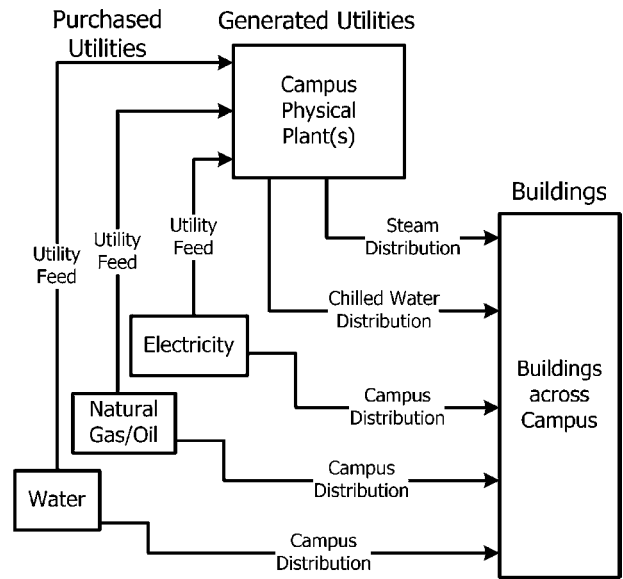 Purchased
Utilities
Generated Utilities
Campus
Physical
Plant(s)
Buildings
Utility
Feed
Utility
Feed
Utility
Feed
Steam
Distribution
Chilled Water
Distribution
Electricity
Campus
Distribution
Buildings
across
Campus
Natural
Gas/Oil
Campus
Distribution
Water
Campus
Distribution